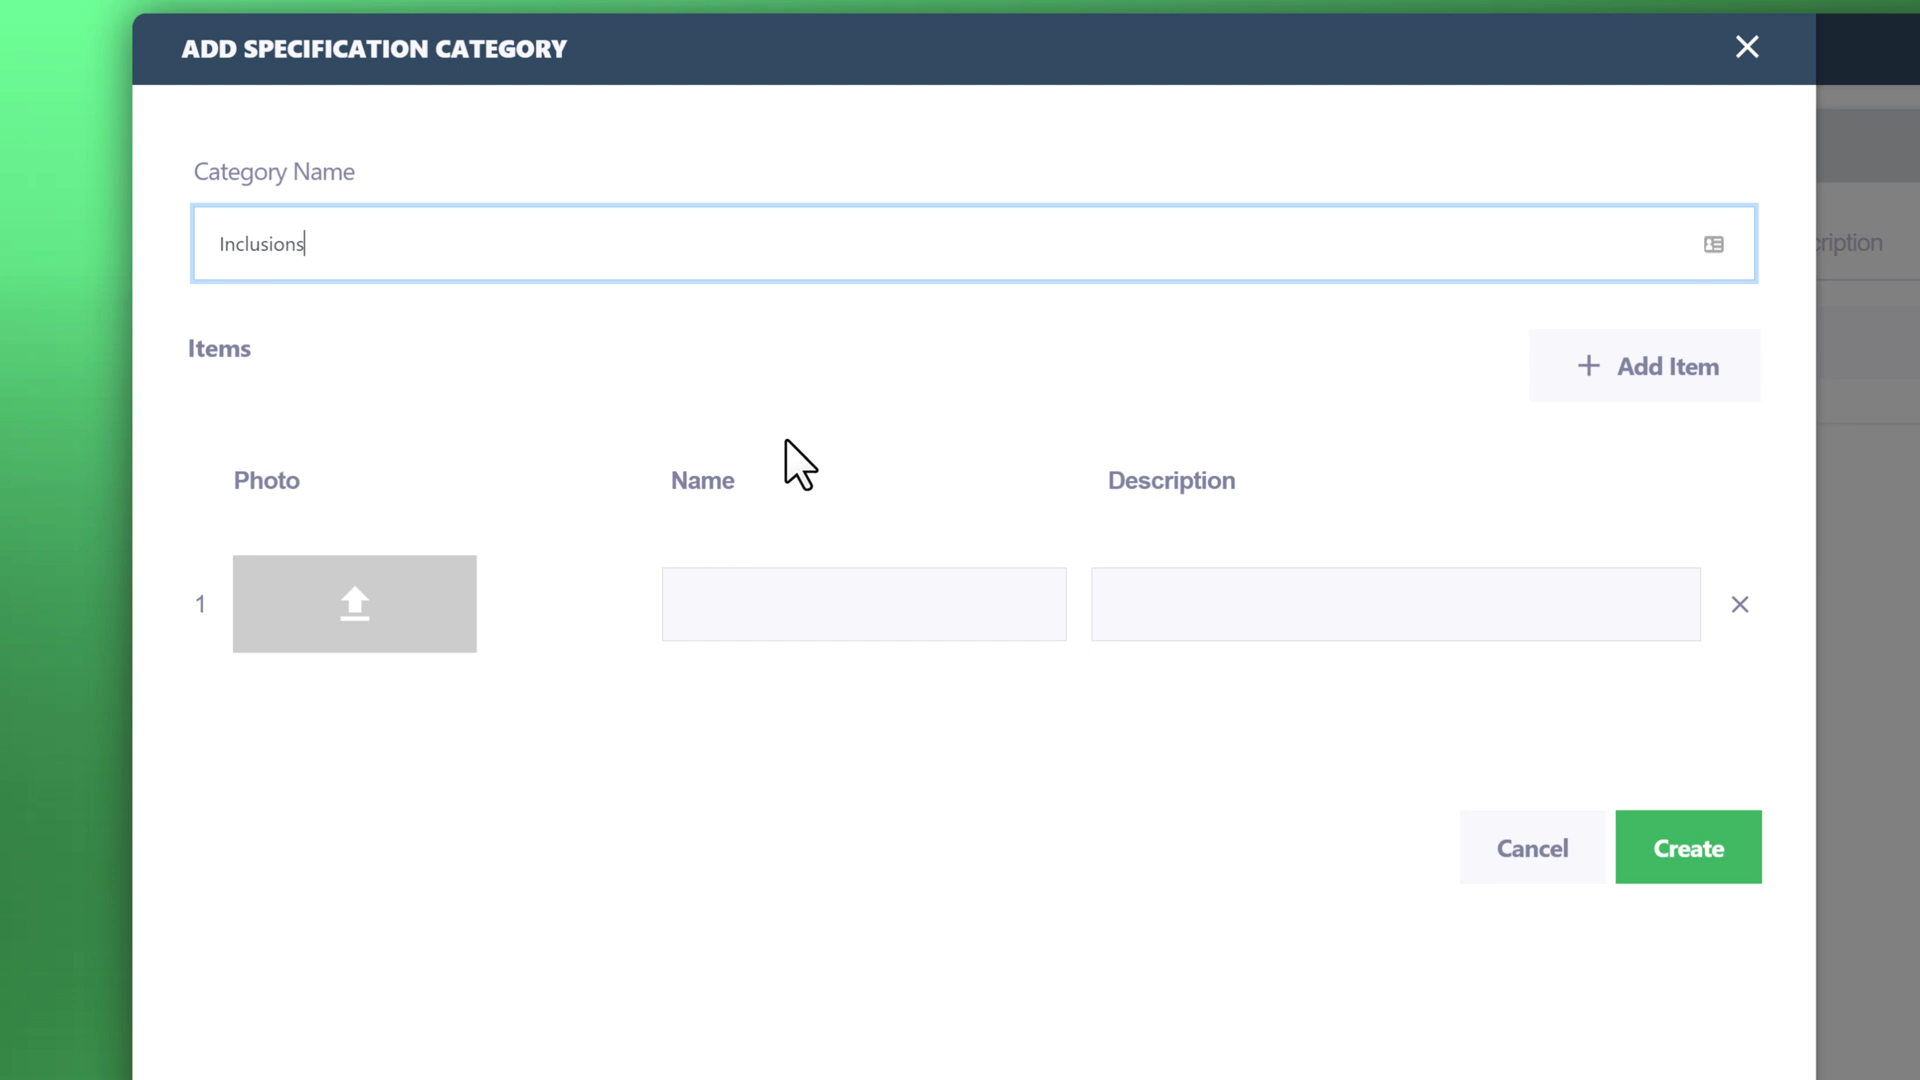 ADD SPECIFICATION CATEGORY
Category Name
Inclusions
Items
Add Item
Photo
Name
Description
1
Cancel
Create